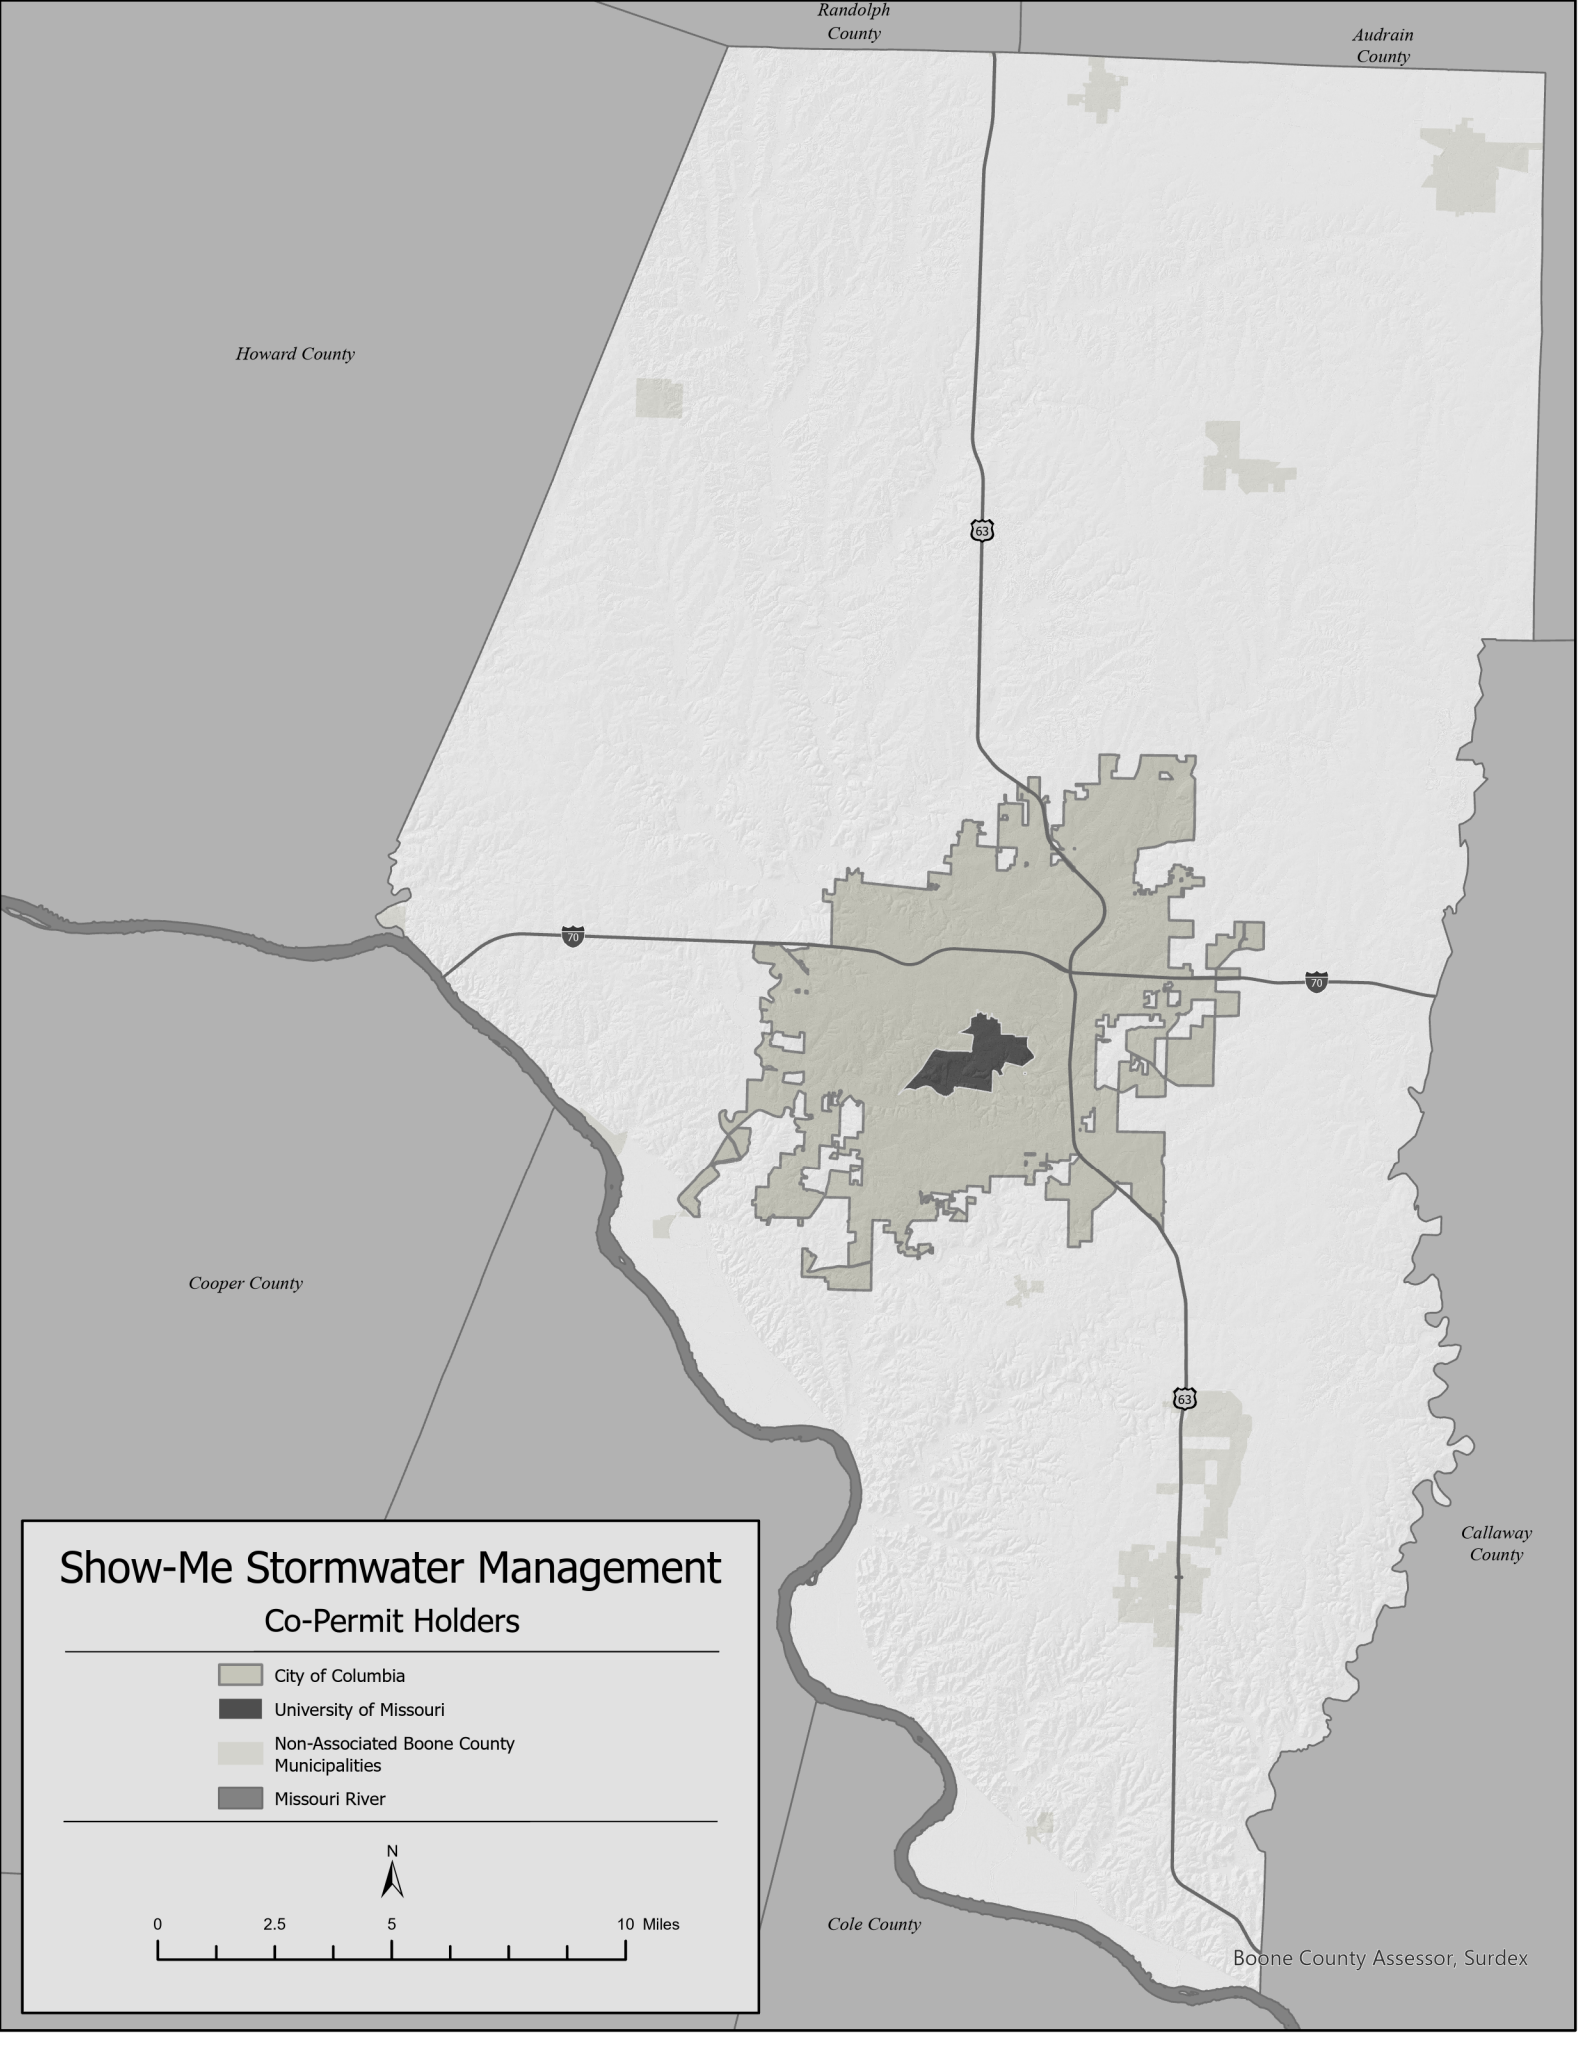 Randolph
County
Audrain
County
Howard County
63
70
70
Cooper County
63
Callaway
County
Show-Me Stormwater Management
Co-Permit Holders
City of Columbia
University of Missouri
Non-Associated Boone County
Municipalities
Missouri River
N
0 2.5 5 10 Miles
Cole County
Boone County Assessor, Surdex